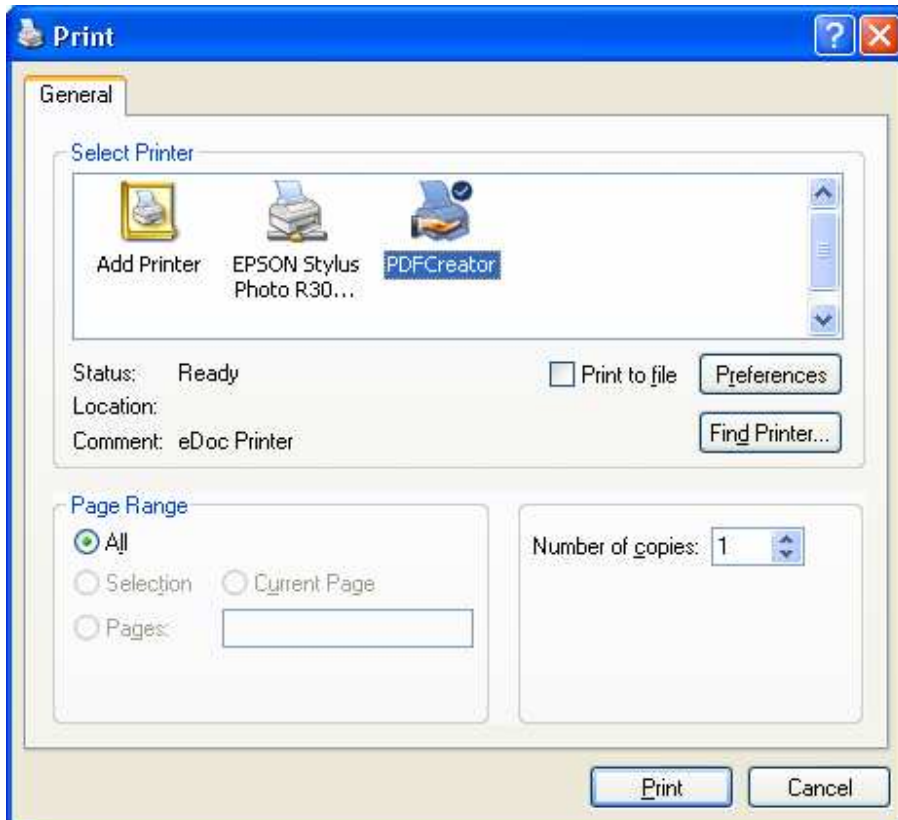 Print
?
General
Select Printer
Add Printer
EPSON Stylus
Photo R30...
PDFCreator
Status: Ready
Print to file
Preferences
Location:
Comment: eDoc Printer
Find Printer...
Page Range
All
Number of copies: 1
Selection
Current Page
Pages:
Print
Cancel